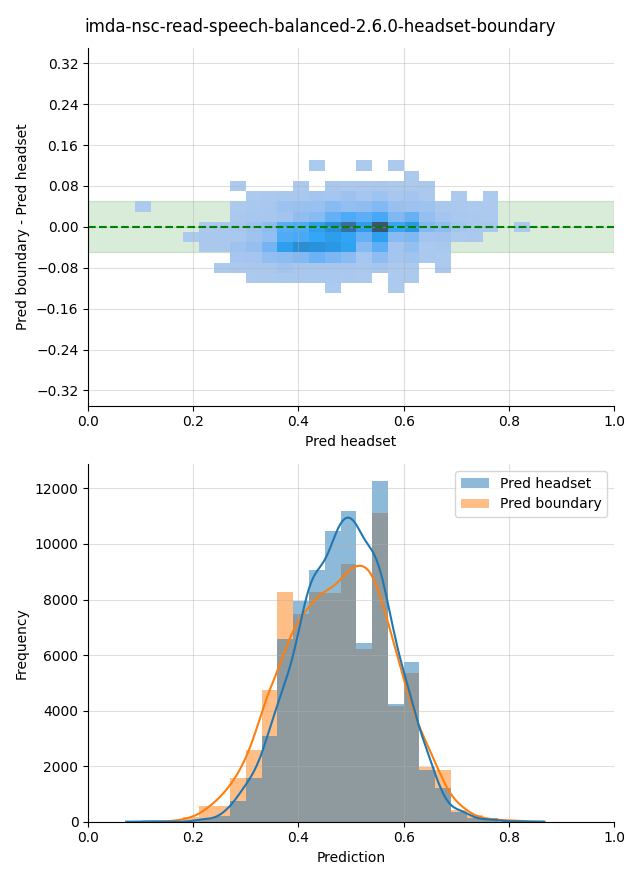 imda-nsc-read-speech-balanced-2.6.0-headset-boundary
0.32
0.24
0.16
0.08
0.00
−0.08
−0.16
−0.24
−0.32
Pred boundary - Pred headset
0.0 0.2 0.4 0.6 0.8 1.0
Pred headset
Pred headset
Pred boundary
12000
10000
8000
6000
4000
2000
0
Frequency
0.0 0.2 0.4 0.6 0.8 1.0
Prediction